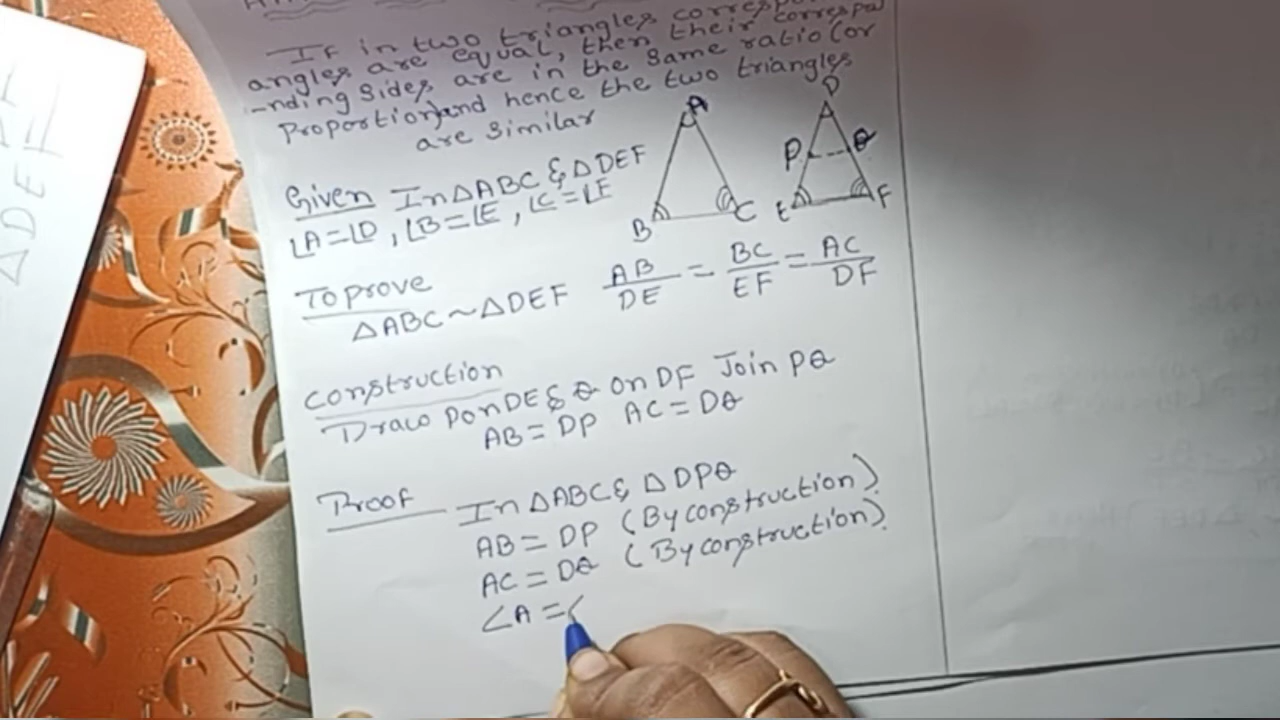 If in two triangles
angles are equal, then their correspo
-nding sides are in the same ratio (or
proportion) and hence the two triangles
are similar
A
B
C
D
P
Q
E
F
Given In △ABC & △DEF
∠A = ∠D, ∠B = ∠E, ∠C = ∠E
To prove
△ABC ~ △DEF AB/DE = BC/EF = AC/DF
Construction
Draw P on DE & Q on DF Join PQ
AB = DP AC = DQ
Proof In △ABC & △DPQ
AB = DP (By construction)
AC = DQ (By construction)
∠A = ∠
△DEF